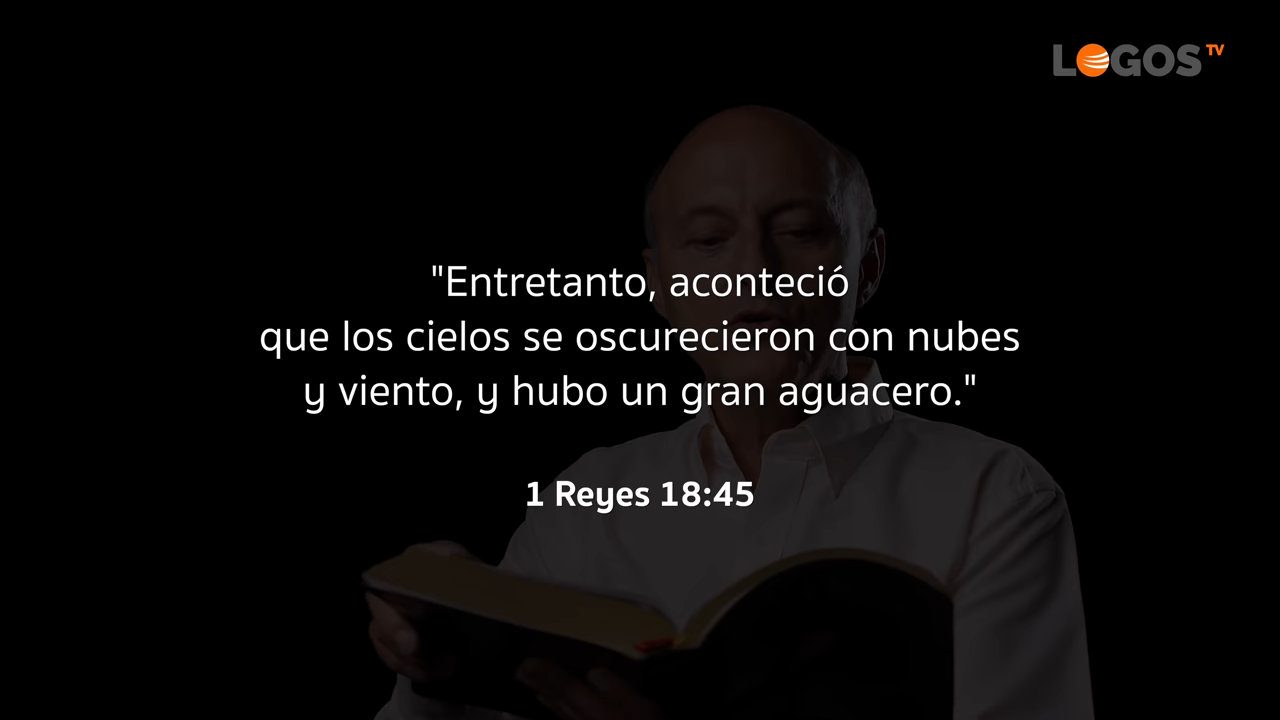 LOGOS TV
"Entretanto, aconteció
que los cielos se oscurecieron con nubes
y viento, y hubo un gran aguacero."
1 Reyes 18:45